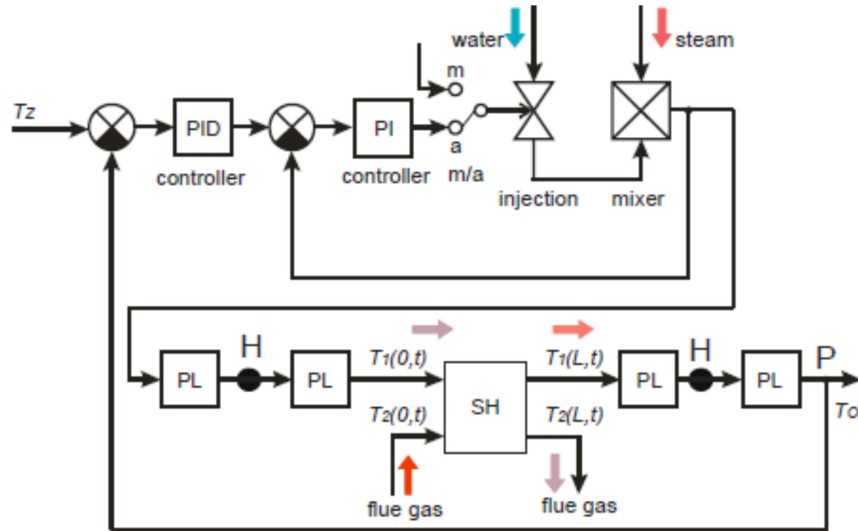 water
steam
m
Tz
PID
PI
a
controller
controller
m/a
injection
mixer
H
H
P
T1(0,t)
T1(L,t)
PL
PL
SH
PL
PL
To
T2(0,t)
T2(L,t)
flue gas
flue gas